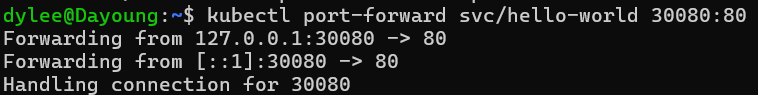 dylee@Dayoung:~$ kubectl port-forward svc/hello-world 30080:80
Forwarding from 127.0.0.1:30080 -> 80
Forwarding from [::1]:30080 -> 80
Handling connection for 30080